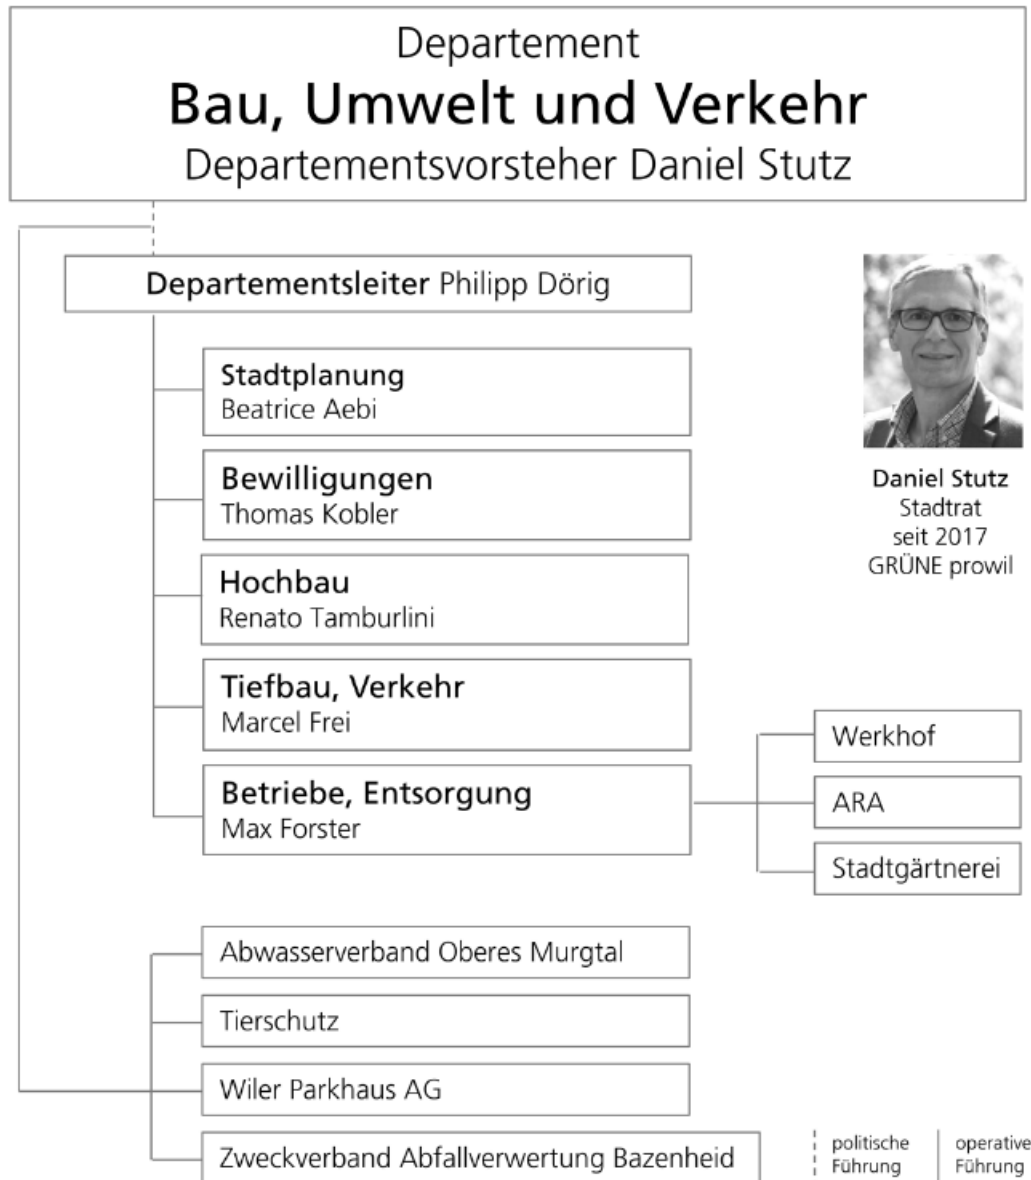 Departement
Bau, Umwelt und Verkehr
Departementsvorsteher Daniel Stutz
Departementsleiter Philipp Dörig
Stadtplanung
Beatrice Aebi
Bewilligungen
Thomas Kobler
Hochbau
Renato Tamburlini
Tiefbau, Verkehr
Marcel Frei
Betriebe, Entsorgung
Max Forster
Daniel Stutz
Stadtrat
seit 2017
GRÜNE prowil
Werkhof
ARA
Stadtgärtnerei
Abwasserverband Oberes Murgtal
Tierschutz
Wiler Parkhaus AG
Zweckverband Abfallverwertung Bazenheid
politische
Führung
operative
Führung